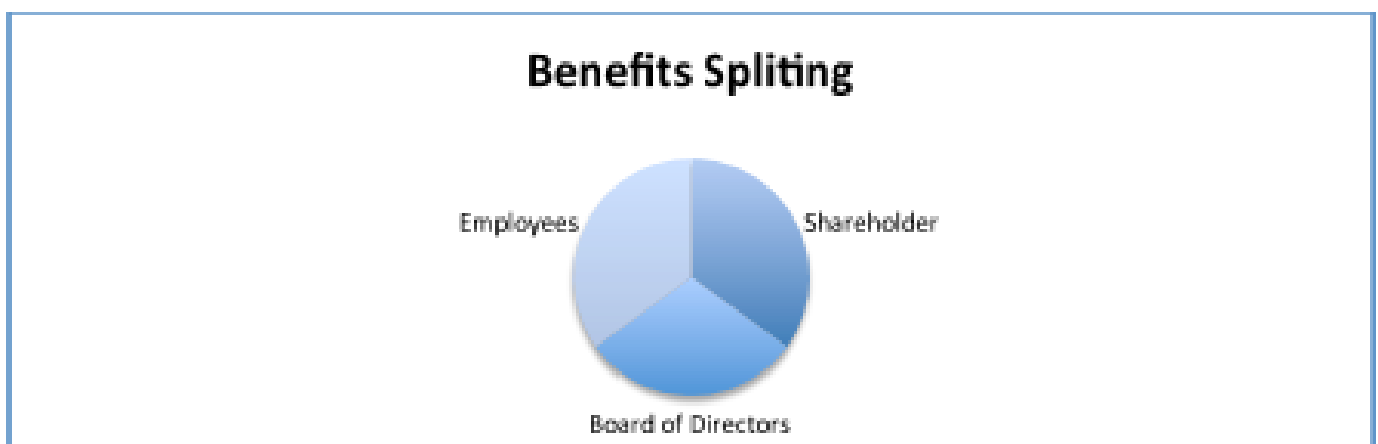 Benefits Spliting
Employees
Shareholder
Board of Directors